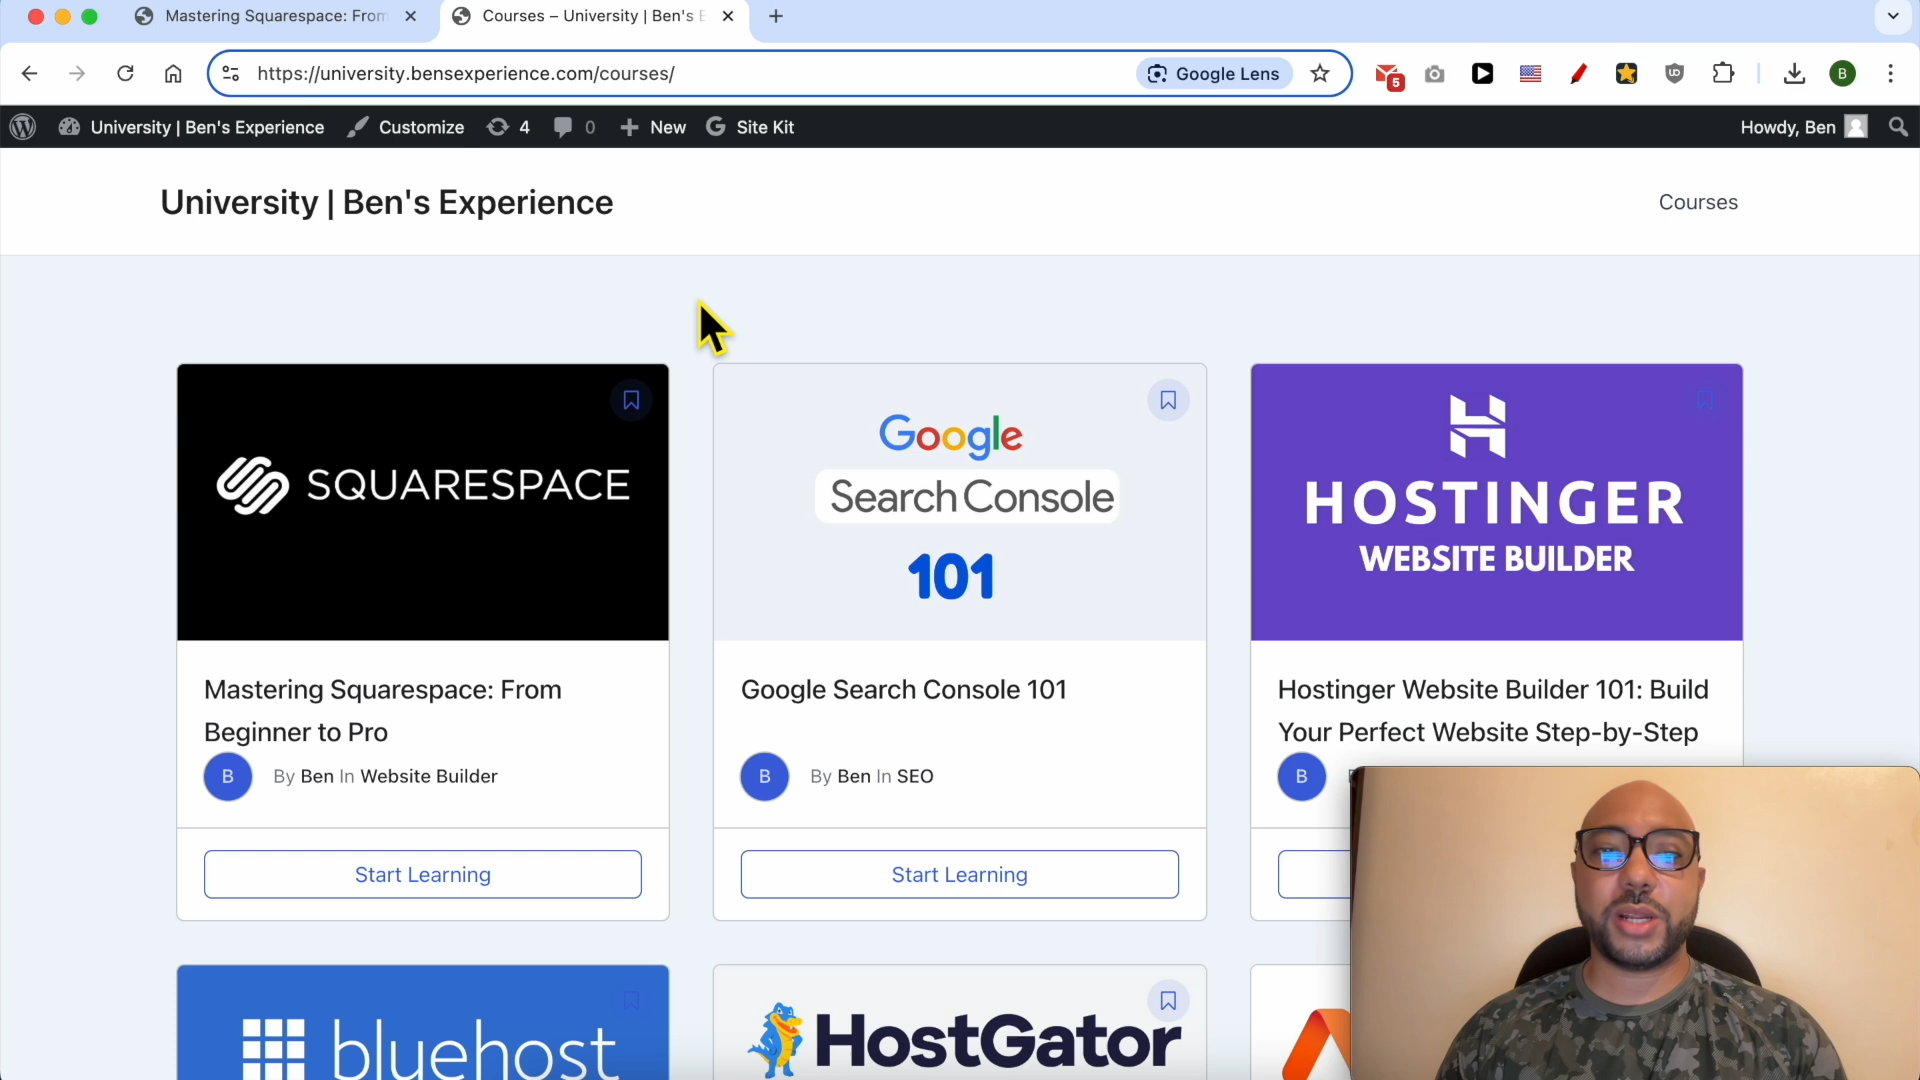 Mastering Squarespace: From
Courses – University | Ben's E
https://university.bensexperience.com/courses/
Google Lens
5
B
University | Ben's Experience
Customize
4
0
New
Site Kit
Howdy, Ben
University | Ben's Experience
Courses
SQUARESPACE
Google
Search Console
101
HOSTINGER
WEBSITE BUILDER
Mastering Squarespace: From
Beginner to Pro
B
By Ben In Website Builder
Start Learning
Google Search Console 101
B
By Ben In SEO
Start Learning
Hostinger Website Builder 101: Build
Your Perfect Website Step-by-Step
B
bluehost
HostGator